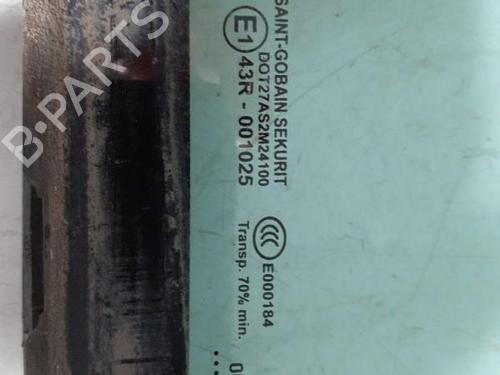 SAINT-GOBAIN SEKURIT
DOT27AS2M24100
E1 43R - 001025
CCC E000184
Transp. 70% min.
...
B-PARTS